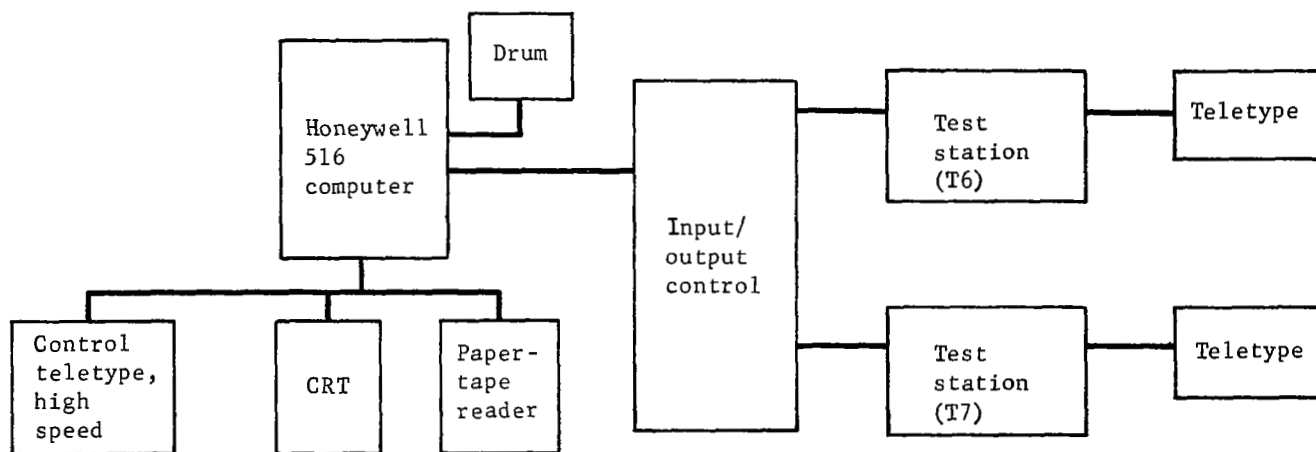 Drum
Honeywell
516
computer
Test
station
(T6)
Teletype
Input/
output
control
Control
teletype,
high
speed
CRT
Paper-
tape
reader
Test
station
(T7)
Teletype